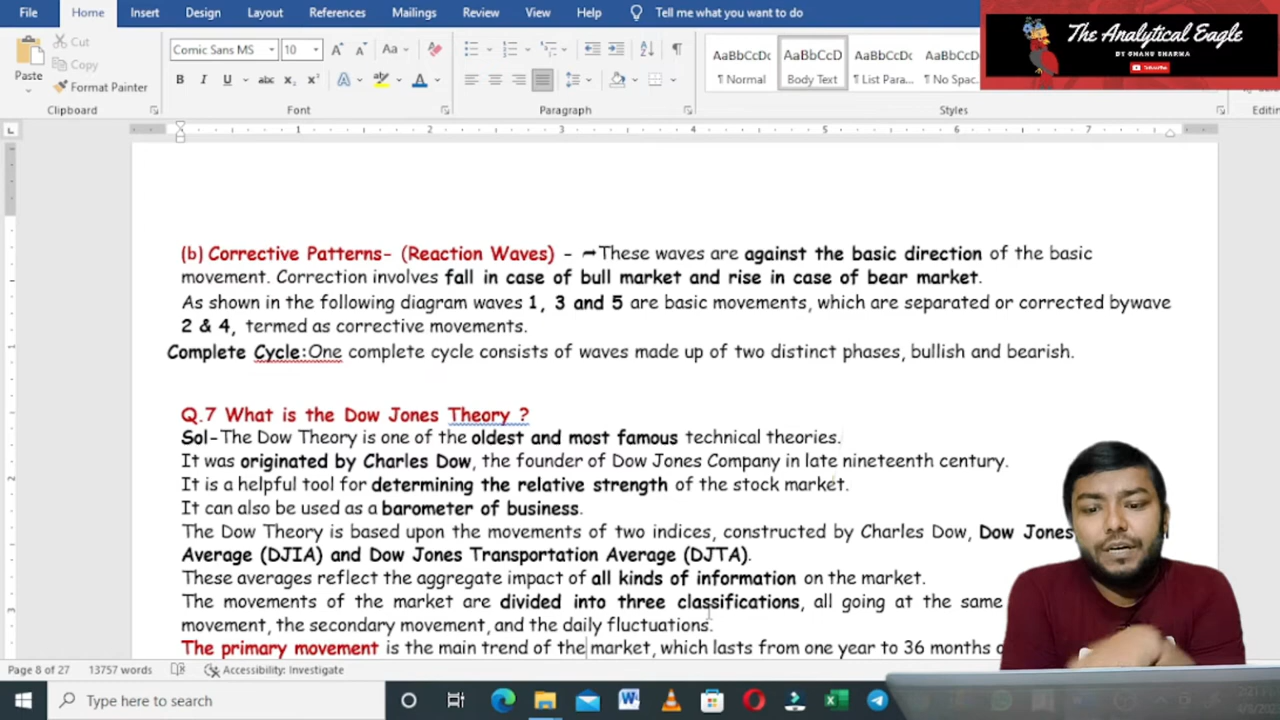 File Home Insert Design Layout References Mailings Review View Help Tell me what you want to do
The Analytical Eagle
Cut
Copy
Paste
Format Painter
Comic Sans MS 10
AaBbCcDc AaBbCcD AaBbCcDc AaBbCcDc
¶ Normal Body Text ¶ List Para... ¶ No Spac...
Clipboard Font Paragraph Styles Editin
1 2 3 4 5 6 7
(b) Corrective Patterns- (Reaction Waves) - These waves are against the basic direction of the basic
movement. Correction involves fall in case of bull market and rise in case of bear market.
As shown in the following diagram waves 1, 3 and 5 are basic movements, which are separated or corrected bywave
2 & 4, termed as corrective movements.
Complete Cycle:One complete cycle consists of waves made up of two distinct phases, bullish and bearish.
Q.7 What is the Dow Jones Theory ?
Sol-The Dow Theory is one of the oldest and most famous technical theories.
It was originated by Charles Dow, the founder of Dow Jones Company in late nineteenth century.
It is a helpful tool for determining the relative strength of the stock market.
It can also be used as a barometer of business.
The Dow Theory is based upon the movements of two indices, constructed by Charles Dow, Dow Jones
Average (DJIA) and Dow Jones Transportation Average (DJTA).
These averages reflect the aggregate impact of all kinds of information on the market.
The movements of the market are divided into three classifications, all going at the same
movement, the secondary movement, and the daily fluctuations.
The primary movement is the main trend of the market, which lasts from one year to 36 months
Page 8 of 27 13757 words Accessibility: Investigate
Type here to search